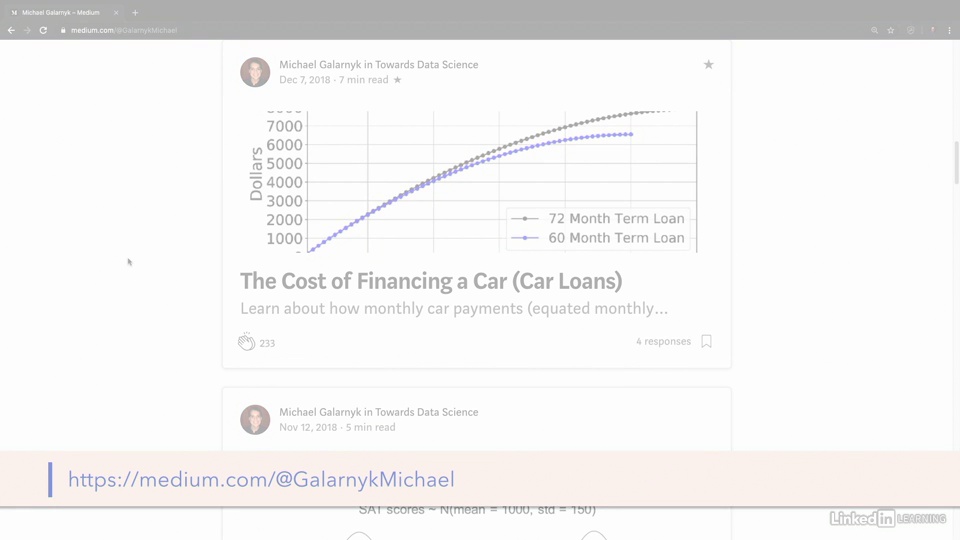 14 Michael Galarnyk – Medium
medium.com/@GalarnykMichael
Michael Galarnyk in Towards Data Science
Dec 7, 2018 · 7 min read ★
Dollars
8000
7000
6000
5000
4000
3000
2000
1000
72 Month Term Loan
60 Month Term Loan
The Cost of Financing a Car (Car Loans)
Learn about how monthly car payments (equated monthly...
233
4 responses
Michael Galarnyk in Towards Data Science
Nov 12, 2018 · 5 min read
https://medium.com/@GalarnykMichael
SAT scores ~ N(mean = 1000, std = 150)
Linked in LEARNING